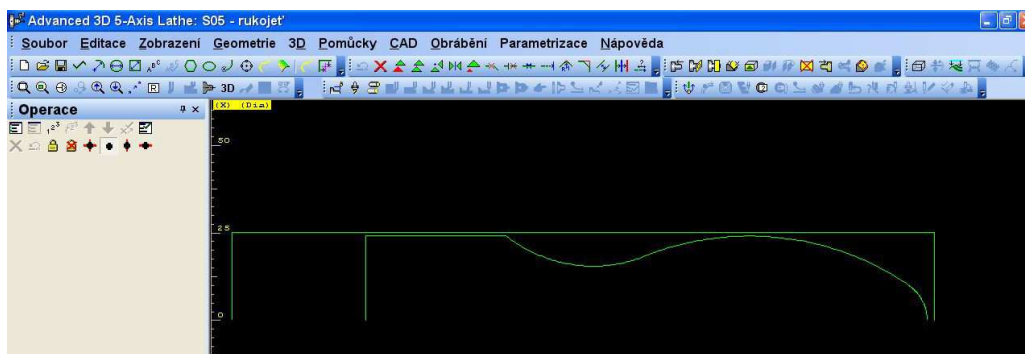 Advanced 3D 5-Axis Lathe: S05 - rukojeť
Soubor Editace Zobrazení Geometrie 3D Pomůcky CAD Obrábění Parametrizace Nápověda
3D
Operace
(X) (Dia)
50
25
0